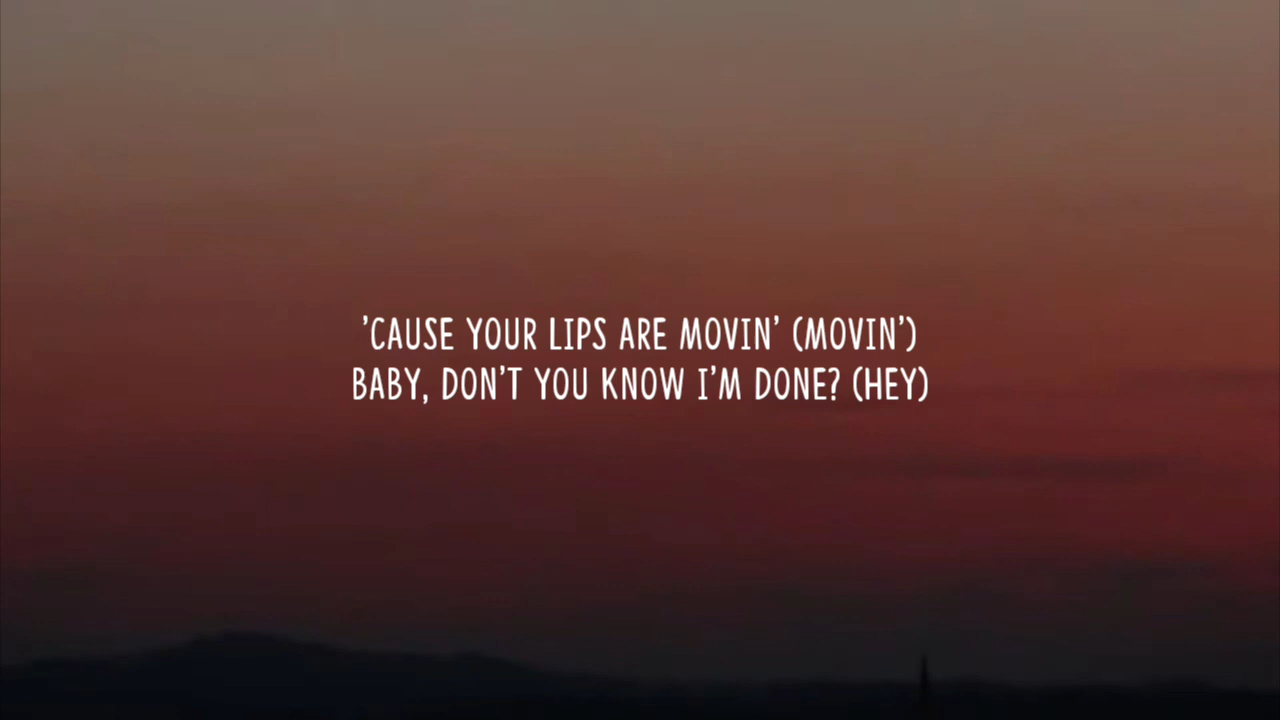 'CAUSE YOUR LIPS ARE MOVIN' (MOVIN')
BABY, DON'T YOU KNOW I'M DONE? (HEY)